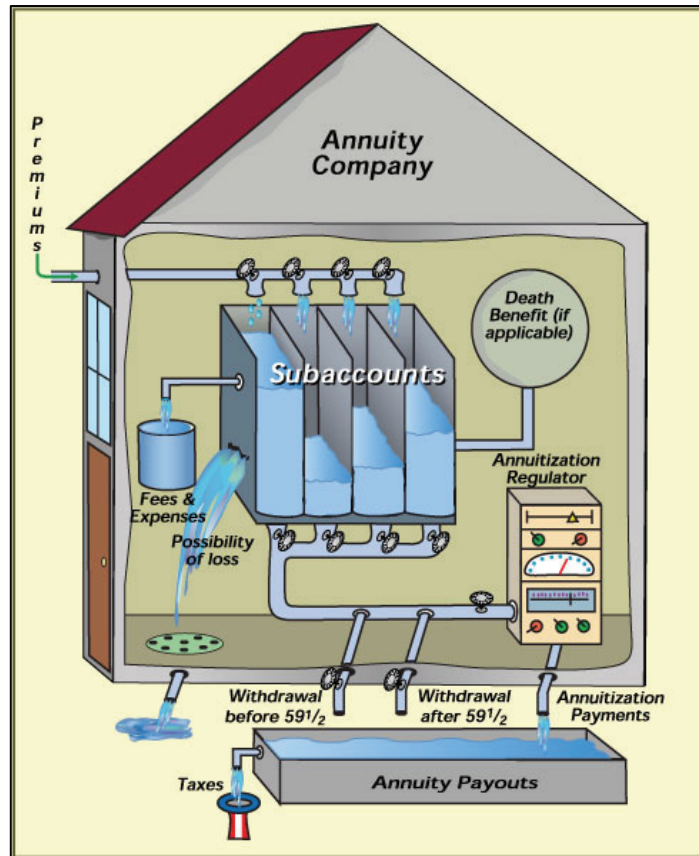 Annuity
Company
Premiums
Death
Benefit (if
applicable)
Subaccounts
Annuitization
Regulator
Fees &
Expenses
Possibility
of loss
Withdrawal
before 59½
Withdrawal
after 59½
Annuitization
Payments
Taxes
Annuity Payouts